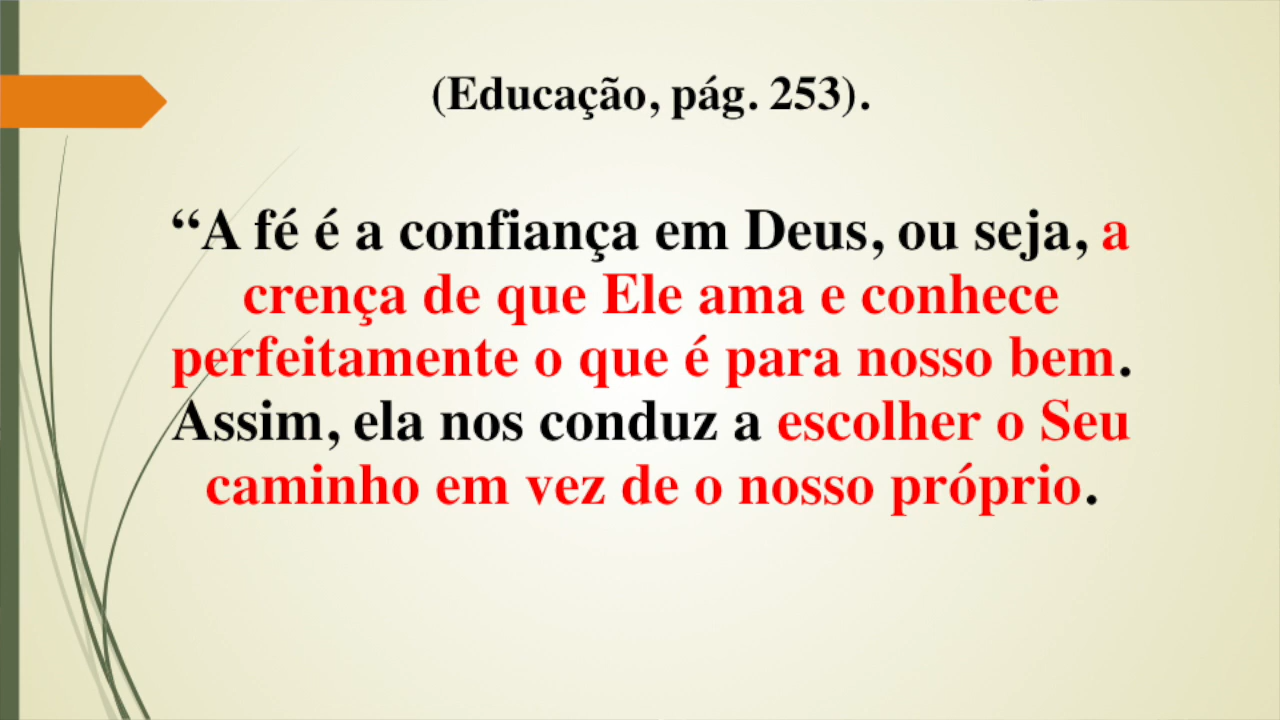 (Educação, pág. 253).
“A fé é a confiança em Deus, ou seja, a
crença de que Ele ama e conhece
perfeitamente o que é para nosso bem.
Assim, ela nos conduz a escolher o Seu
caminho em vez de o nosso próprio.